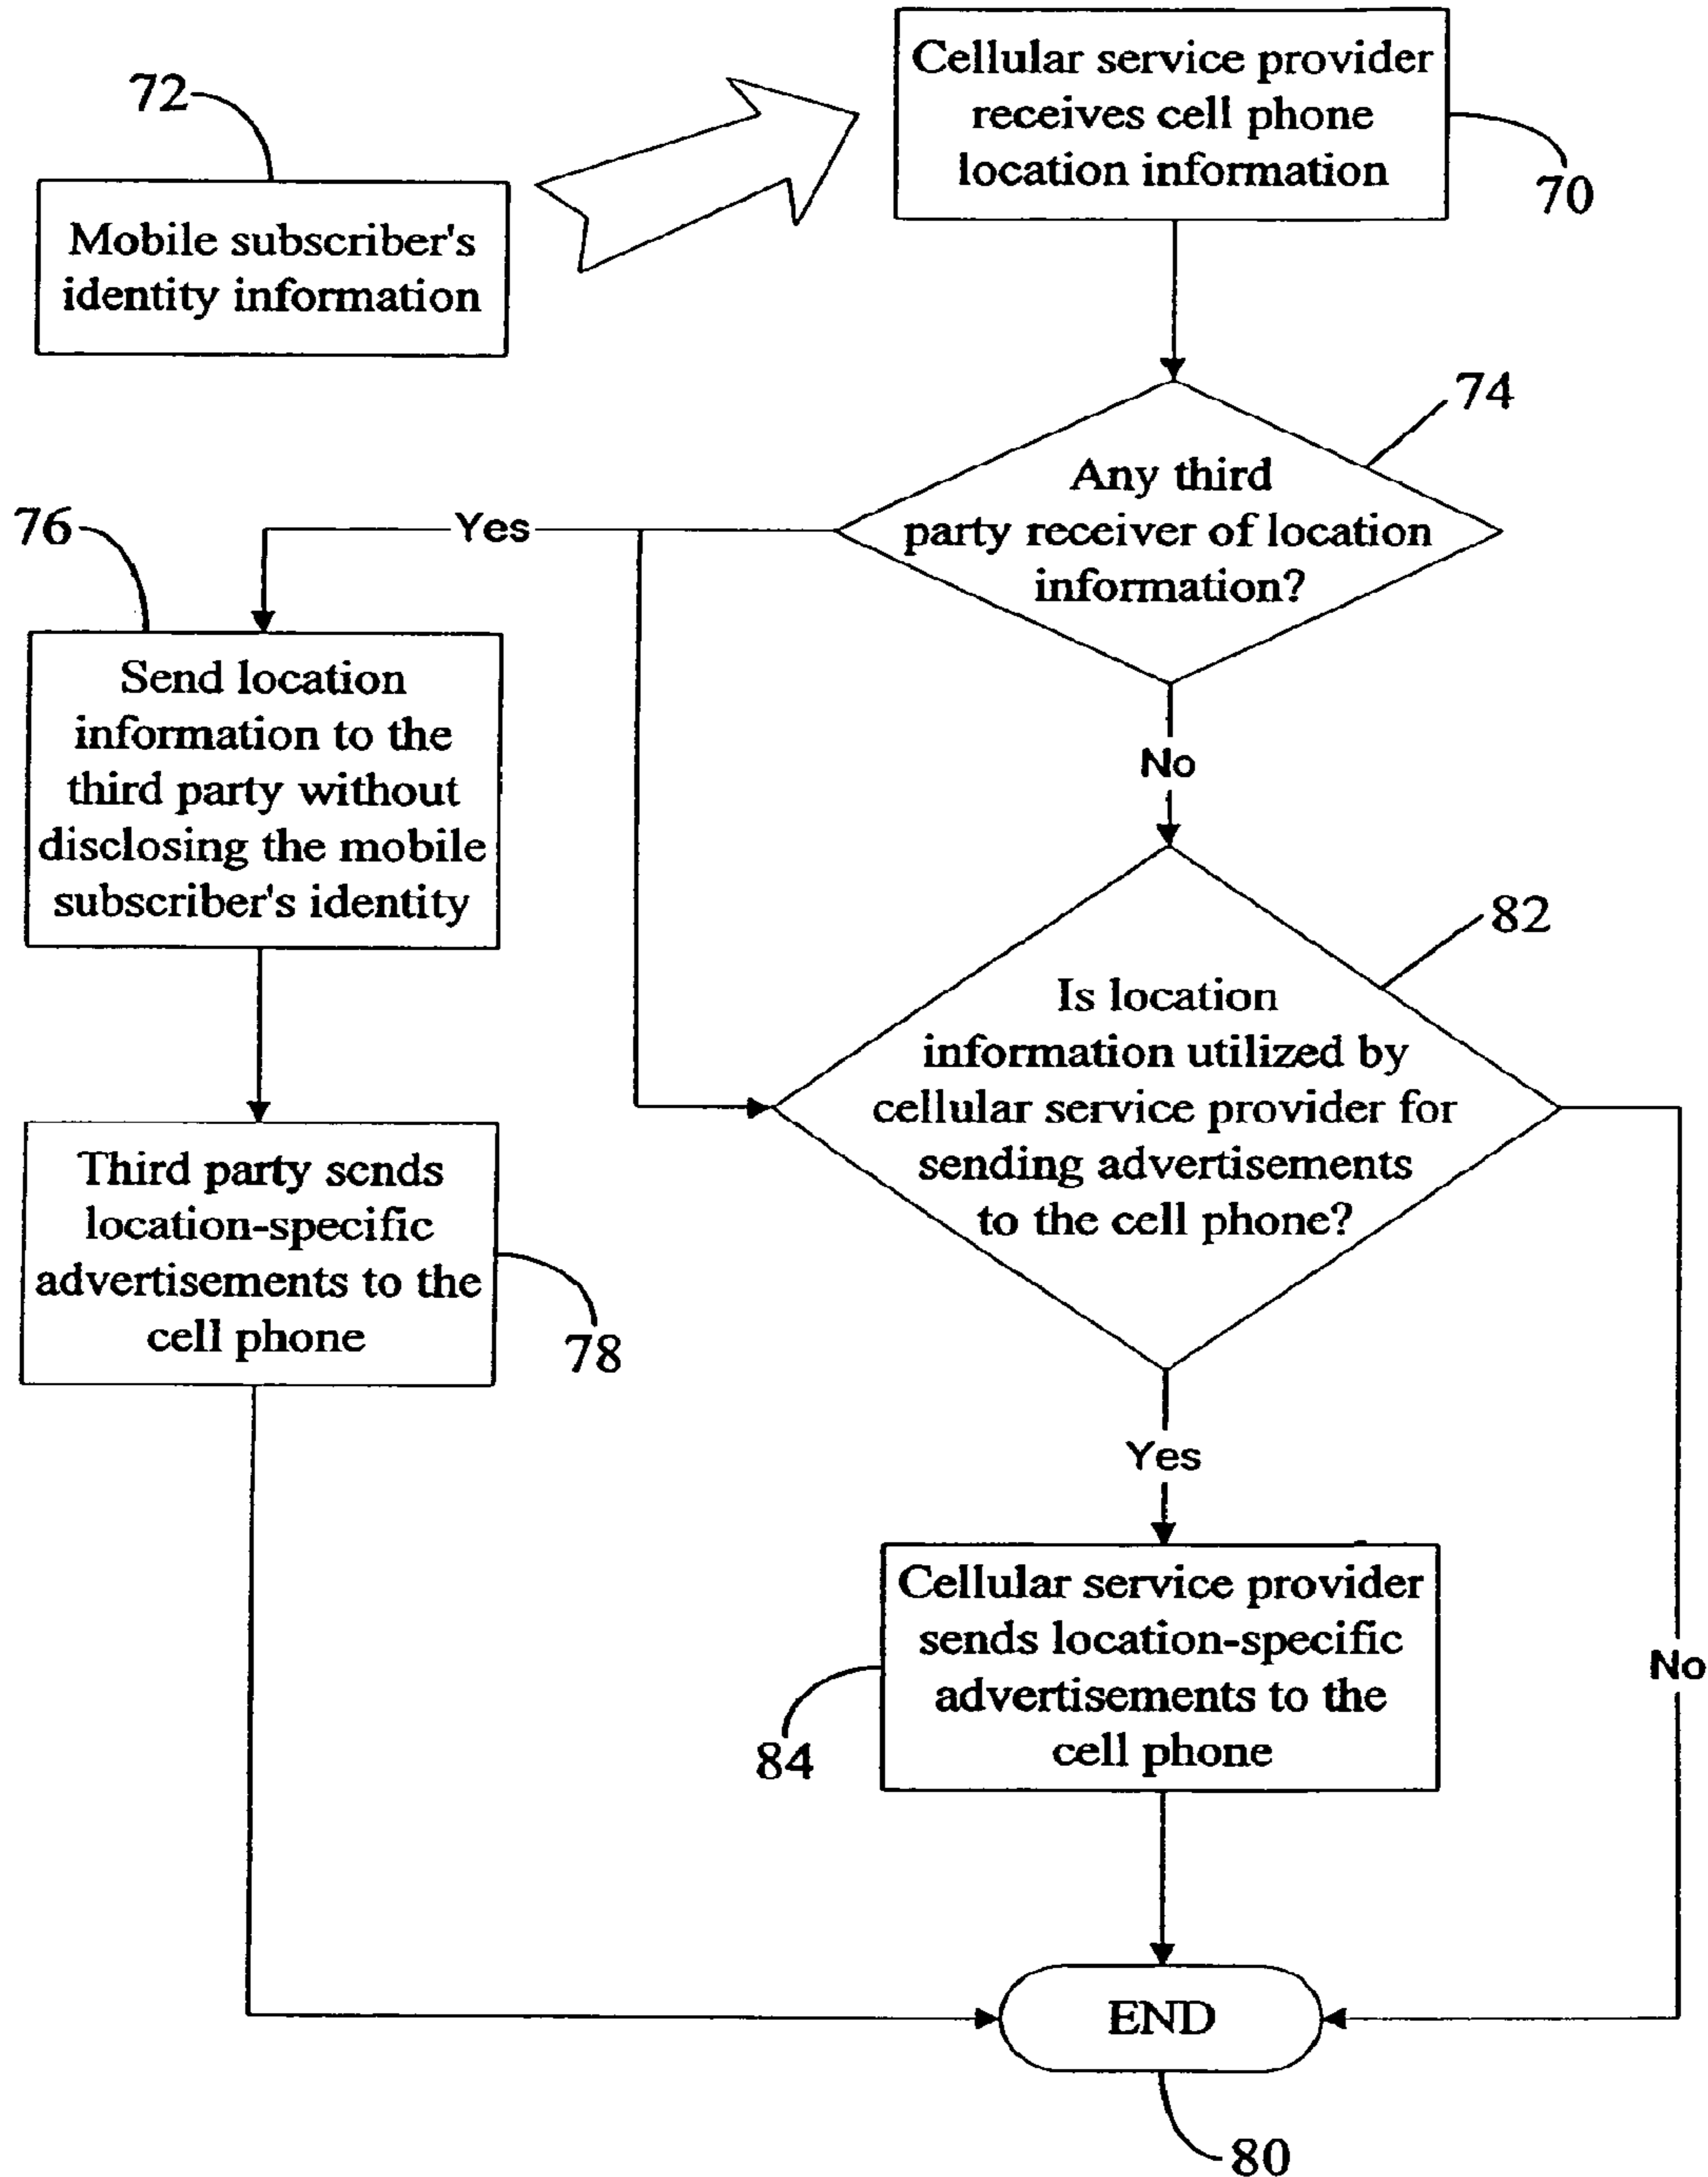 Cellular service provider
receives cell phone
location information
70
72
Mobile subscriber's
identity information
74
Any third
party receiver of location
information?
Yes
76
Send location
information to the
third party without
disclosing the mobile
subscriber's identity
No
82
Is location
information utilized by
cellular service provider for
sending advertisements
to the cell phone?
Third party sends
location-specific
advertisements to the
cell phone
78
Yes
Cellular service provider
sends location-specific
advertisements to the
cell phone
84
No
END
80